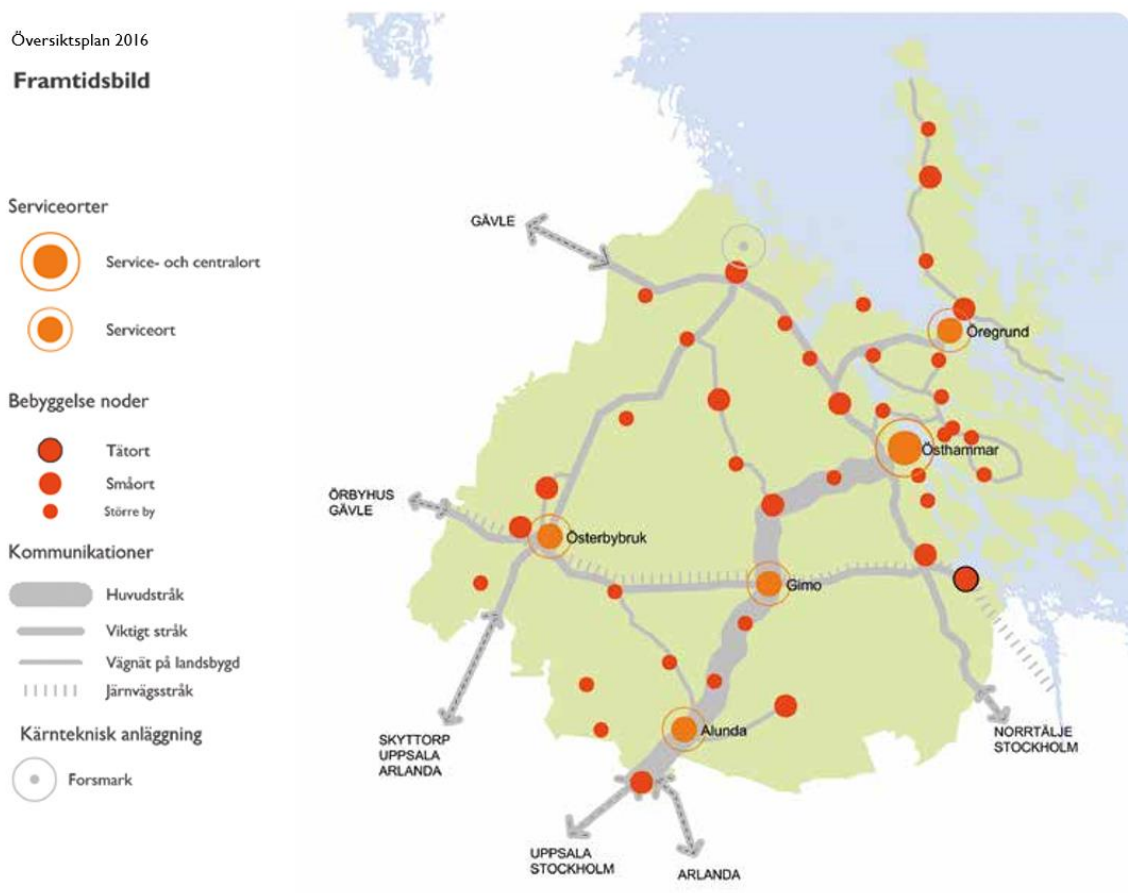 Översiktsplan 2016
Framtidsbild
Serviceorter
Service- och centralort
Serviceort
Bebyggelse noder
Tätort
Småort
Större by
Kommunikationer
Huvudstråk
Viktigt stråk
Vägnät på landsbygd
Järnvägsstråk
Kärnteknisk anläggning
Forsmark
GÄVLE
Öregrund
Östhammar
ÖRBYHUS
GÄVLE
Österbybruk
Gimo
Alunda
SKYTTORP
UPPSALA
ARLANDA
NORRTÄLJE
STOCKHOLM
UPPSALA
STOCKHOLM
ARLANDA